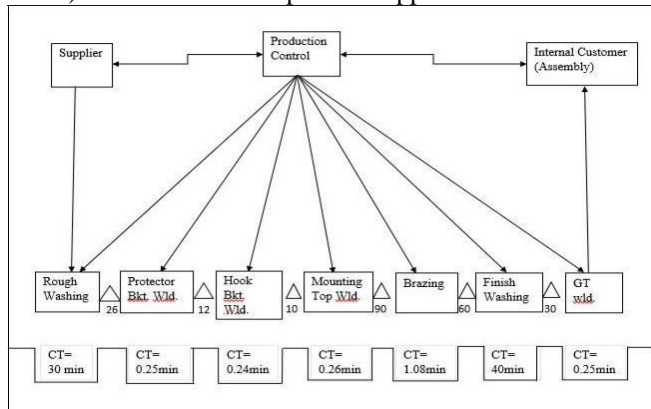 Supplier
Production
Control
Internal Customer
(Assembly)
Rough
Washing
26
Protector
Bkt. Wld.
12
Hook
Bkt.
Wld.
10
Mounting
Top Wld.
90
Brazing
60
Finish
Washing
30
GT
wld.
CT=
30 min
CT=
0.25min
CT=
0.24min
CT=
0.26min
CT=
1.08min
CT=
40min
CT=
0.25min